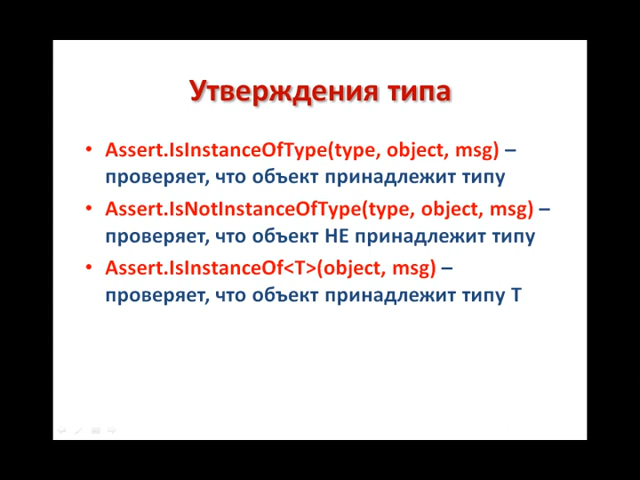 Утверждения типа
• Assert.IsInstanceOfType(type, object, msg) –
проверяет, что объект принадлежит типу
• Assert.IsNotInstanceOfType(type, object, msg) –
проверяет, что объект НЕ принадлежит типу
• Assert.IsInstanceOf<T>(object, msg) –
проверяет, что объект принадлежит типу T